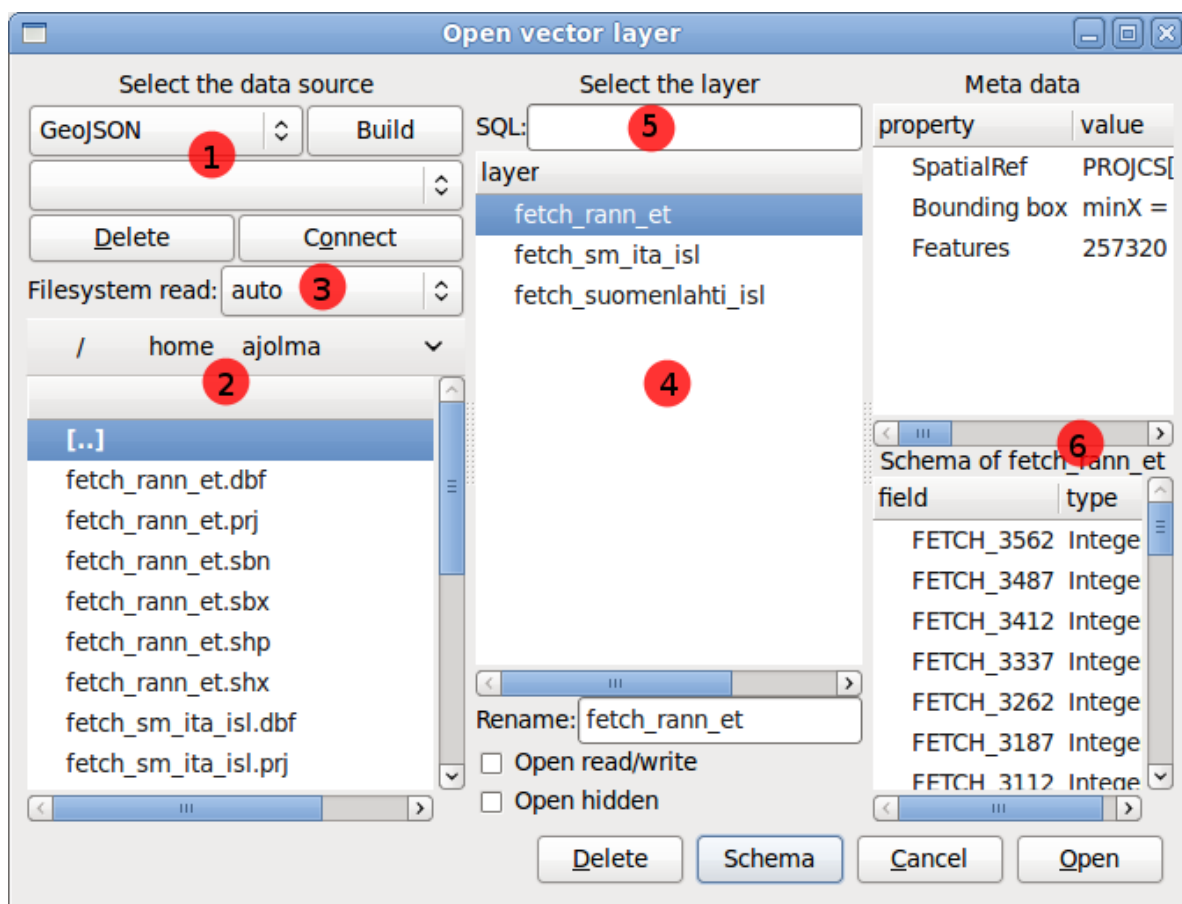 Open vector layer
Select the data source
GeoJSON
Build
1
Delete
Connect
Filesystem read: auto
3
/ home ajolma
2
[..]
fetch_rann_et.dbf
fetch_rann_et.prj
fetch_rann_et.sbn
fetch_rann_et.sbx
fetch_rann_et.shp
fetch_rann_et.shx
fetch_sm_ita_isl.dbf
fetch_sm_ita_isl.prj
Select the layer
SQL:
5
layer
fetch_rann_et
fetch_sm_ita_isl
fetch_suomenlahti_isl
4
Rename: fetch_rann_et
Open read/write
Open hidden
Meta data
property value
SpatialRef PROJCS[
Bounding box minX =
Features 257320
6
Schema of fetch_rann_et
field type
FETCH_3562 Intege
FETCH_3487 Intege
FETCH_3412 Intege
FETCH_3337 Intege
FETCH_3262 Intege
FETCH_3187 Intege
FETCH_3112 Intege
Delete
Schema
Cancel
Open